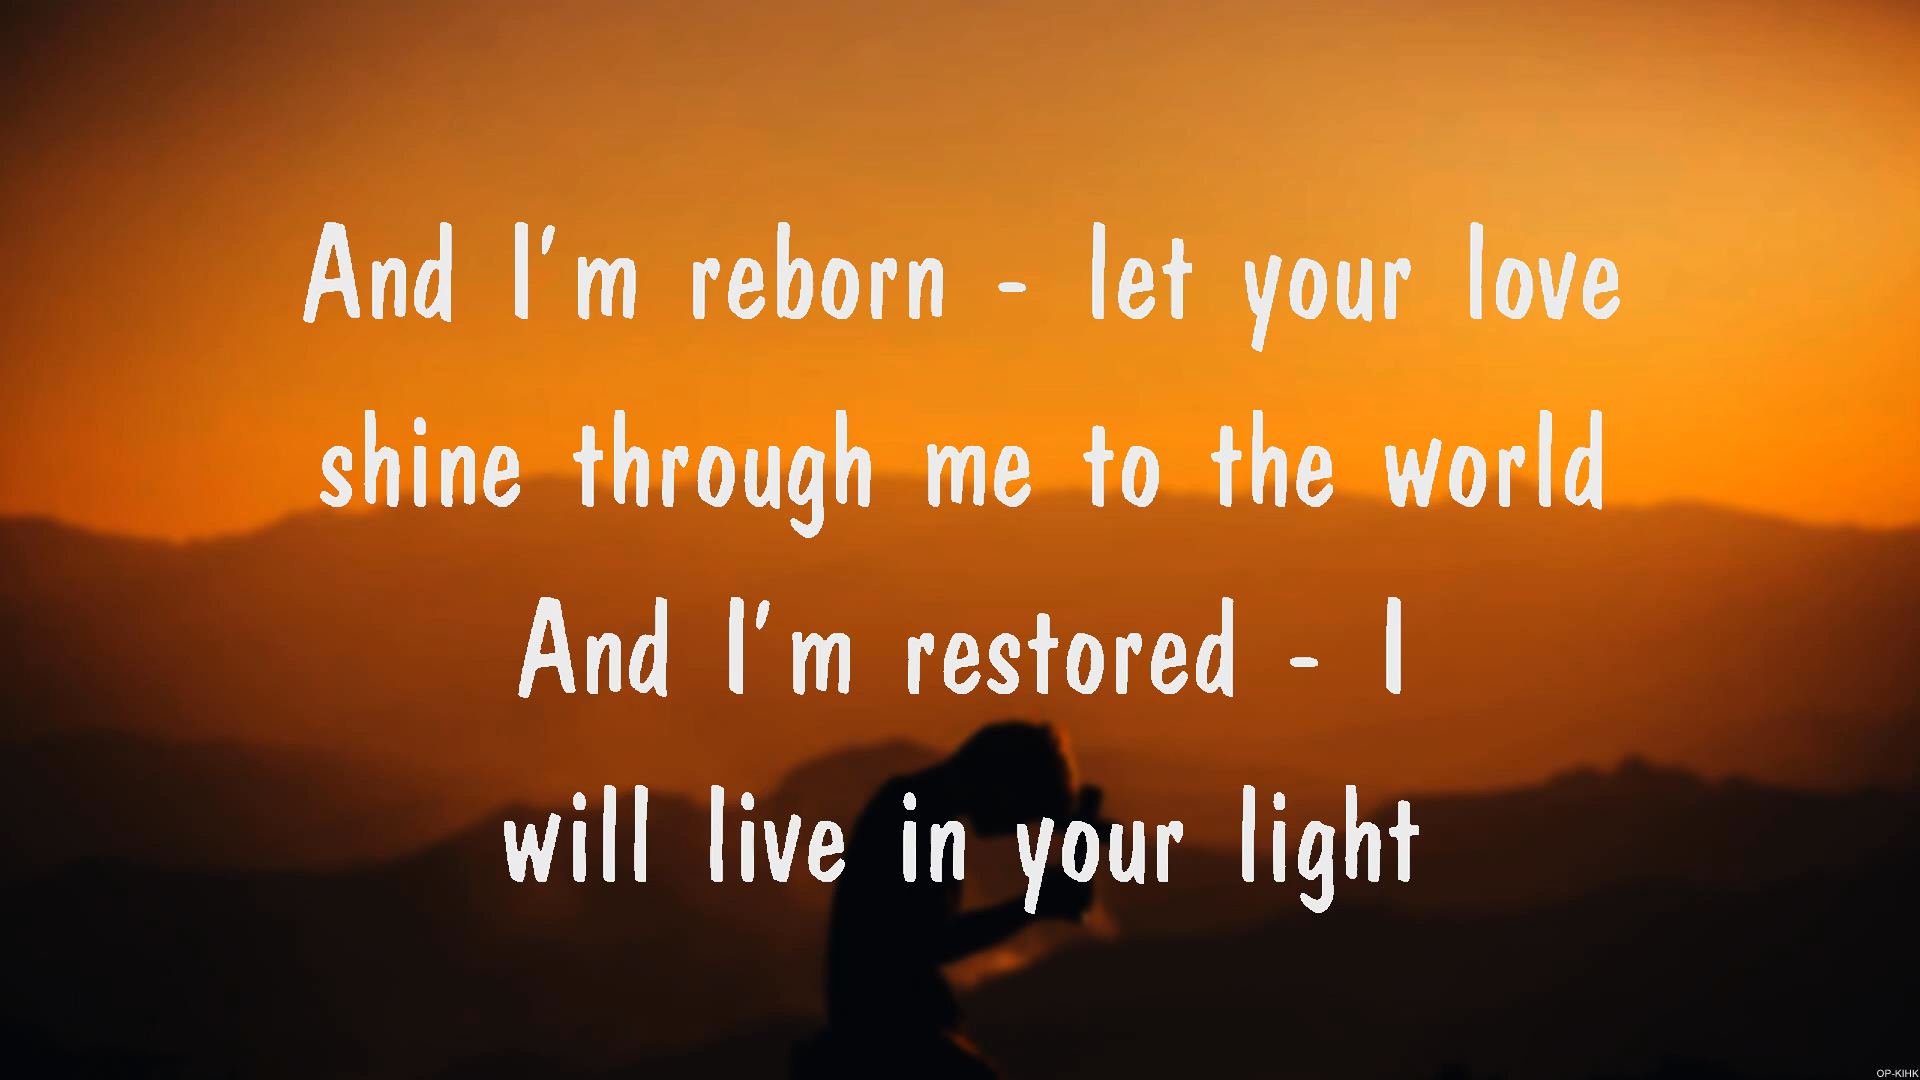 And I'm reborn - let your love
shine through me to the world
And I'm restored - I
will live in your light
OP-KIHK